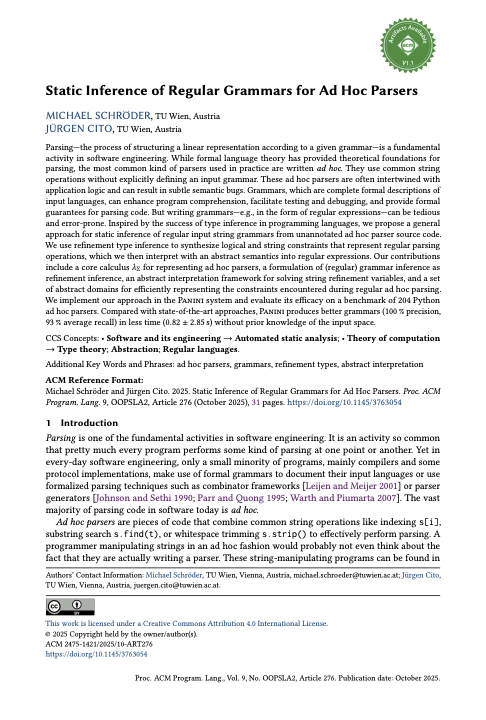 Artifacts Available
acm
V1.1
Static Inference of Regular Grammars for Ad Hoc Parsers
MICHAEL SCHRÖDER, TU Wien, Austria
JÜRGEN CITO, TU Wien, Austria
Parsing—the process of structuring a linear representation according to a given grammar—is a fundamental
activity in software engineering. While formal language theory has provided theoretical foundations for
parsing, the most common kind of parsers used in practice are written ad hoc. They use common string
operations without explicitly defining an input grammar. These ad hoc parsers are often intertwined with
application logic and can result in subtle semantic bugs. Grammars, which are complete formal descriptions of
input languages, can enhance program comprehension, facilitate testing and debugging, and provide formal
guarantees for parsing code. But writing grammars—e.g., in the form of regular expressions—can be tedious
and error-prone. Inspired by the success of type inference in programming languages, we propose a general
approach for static inference of regular input string grammars from unannotated ad hoc parser source code.
We use refinement type inference to synthesize logical and string constraints that represent regular parsing
operations, which we then interpret with an abstract semantics into regular expressions. Our contributions
include a core calculus λΣ for representing ad hoc parsers, a formulation of (regular) grammar inference as
refinement inference, an abstract interpretation framework for solving string refinement variables, and a set
of abstract domains for efficiently representing the constraints encountered during regular ad hoc parsing.
We implement our approach in the Panini system and evaluate its efficacy on a benchmark of 204 Python
ad hoc parsers. Compared with state-of-the-art approaches, Panini produces better grammars (100 % precision,
93 % average recall) in less time (0.82 ± 2.85 s) without prior knowledge of the input space.
CCS Concepts: • Software and its engineering → Automated static analysis; • Theory of computation
→ Type theory; Abstraction; Regular languages.
Additional Key Words and Phrases: ad hoc parsers, grammars, refinement types, abstract interpretation
ACM Reference Format:
Michael Schröder and Jürgen Cito. 2025. Static Inference of Regular Grammars for Ad Hoc Parsers. Proc. ACM
Program. Lang. 9, OOPSLA2, Article 276 (October 2025), 31 pages. https://doi.org/10.1145/3763054
1 Introduction
Parsing is one of the fundamental activities in software engineering. It is an activity so common
that pretty much every program performs some kind of parsing at one point or another. Yet in
every-day software engineering, only a small minority of programs, mainly compilers and some
protocol implementations, make use of formal grammars to document their input languages or use
formalized parsing techniques such as combinator frameworks [Leijen and Meijer 2001] or parser
generators [Johnson and Sethi 1990; Parr and Quong 1995; Warth and Piumarta 2007]. The vast
majority of parsing code in software today is ad hoc.
Ad hoc parsers are pieces of code that combine common string operations like indexing s[i],
substring search s.find(t), or whitespace trimming s.strip() to effectively perform parsing. A
programmer manipulating strings in an ad hoc fashion would probably not even think about the
fact that they are actually writing a parser. These string-manipulating programs can be found in
Authors' Contact Information: Michael Schröder, TU Wien, Vienna, Austria, michael.schroeder@tuwien.ac.at; Jürgen Cito,
TU Wien, Vienna, Austria, juergen.cito@tuwien.ac.at.
cc BY
This work is licensed under a Creative Commons Attribution 4.0 International License.
© 2025 Copyright held by the owner/author(s).
ACM 2475-1421/2025/10-ART276
https://doi.org/10.1145/3763054
Proc. ACM Program. Lang., Vol. 9, No. OOPSLA2, Article 276. Publication date: October 2025.